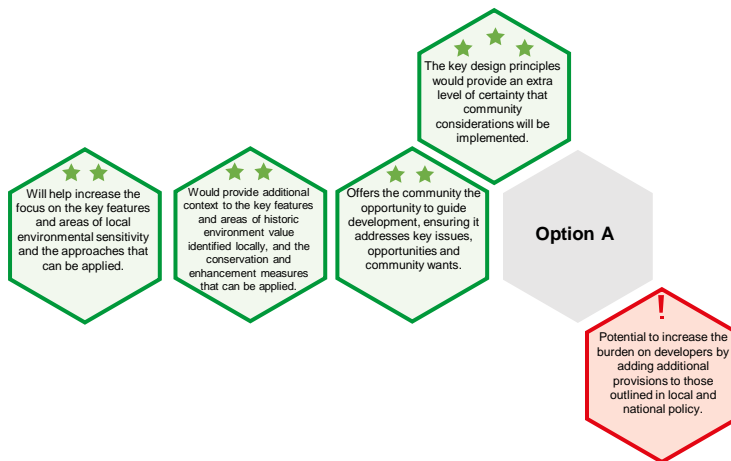 The key design principles
would provide an extra
level of certainty that
community
considerations will be
implemented.
Will help increase the
focus on the key features
and areas of local
environmental sensitivity
and the approaches that
can be applied.
Would provide additional
context to the key features
and areas of historic
environment value
identified locally, and the
conservation and
enhancement measures
that can be applied.
Offers the community the
opportunity to guide
development, ensuring it
addresses key issues,
opportunities and
community wants.
Option A
!
Potential to increase the
burden on developers by
adding additional
provisions to those
outlined in local and
national policy.